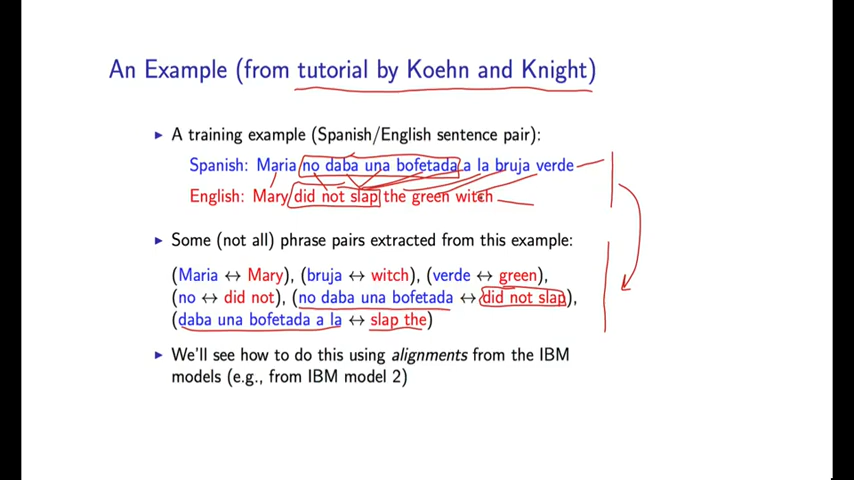 An Example (from tutorial by Koehn and Knight)
▶ A training example (Spanish/English sentence pair):
Spanish: Maria no daba una bofetada a la bruja verde
English: Mary did not slap the green witch
▶ Some (not all) phrase pairs extracted from this example:
(Maria ↔ Mary), (bruja ↔ witch), (verde ↔ green),
(no ↔ did not), (no daba una bofetada ↔ did not slap),
(daba una bofetada a la ↔ slap the)
▶ We'll see how to do this using alignments from the IBM
models (e.g., from IBM model 2)